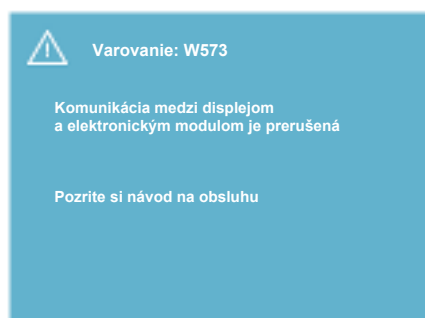 Varovanie: W573
Komunikácia medzi displejom
a elektronickým modulom je prerušená
Pozrite si návod na obsluhu